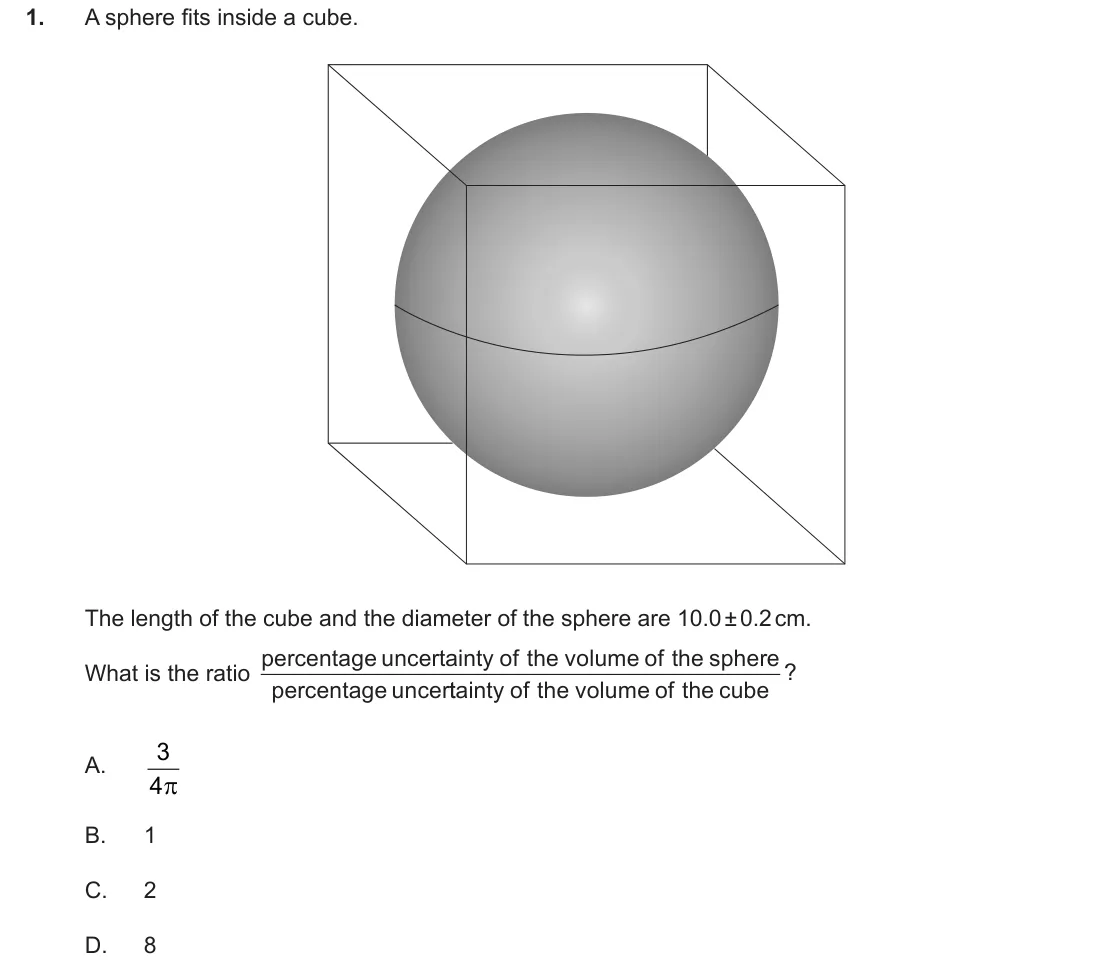 1. A sphere fits inside a cube.
The length of the cube and the diameter of the sphere are 10.0±0.2 cm.
What is the ratio percentage uncertainty of the volume of the sphere / percentage uncertainty of the volume of the cube ?
A. 3/4π
B. 1
C. 2
D. 8